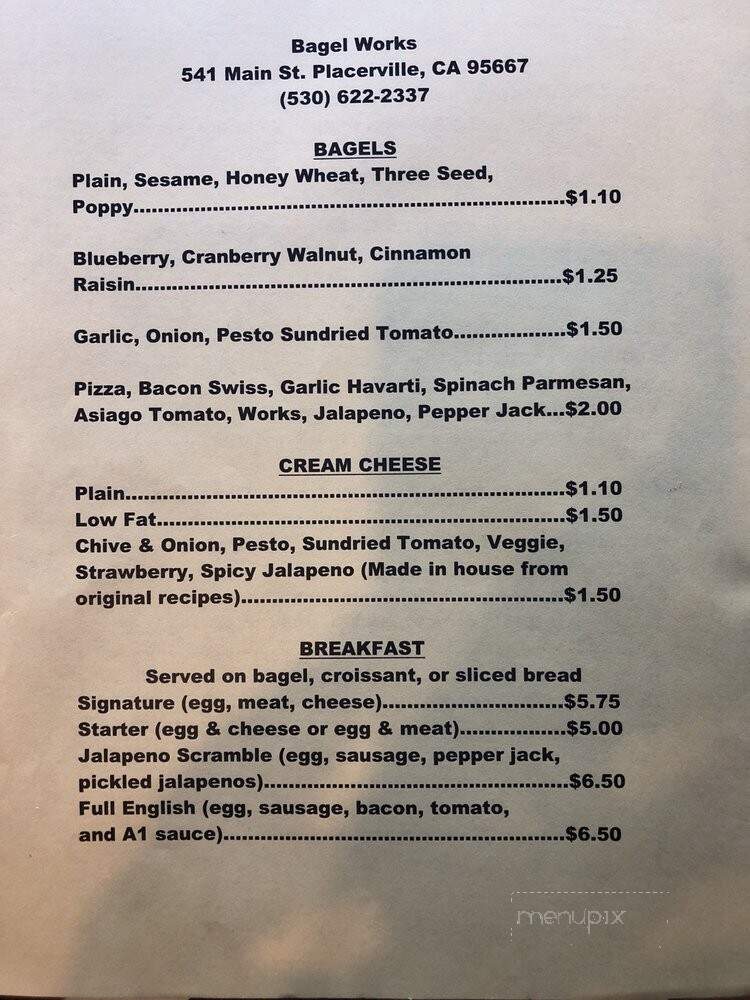 Bagel Works
541 Main St. Placerville, CA 95667
(530) 622-2337
BAGELS
Plain, Sesame, Honey Wheat, Three Seed,
Poppy......................................................................$1.10
Blueberry, Cranberry Walnut, Cinnamon
Raisin.....................................................................$1.25
Garlic, Onion, Pesto Sundried Tomato..................$1.50
Pizza, Bacon Swiss, Garlic Havarti, Spinach Parmesan,
Asiago Tomato, Works, Jalapeno, Pepper Jack...$2.00
CREAM CHEESE
Plain.......................................................................$1.10
Low Fat..................................................................$1.50
Chive & Onion, Pesto, Sundried Tomato, Veggie,
Strawberry, Spicy Jalapeno (Made in house from
original recipes)....................................................$1.50
BREAKFAST
Served on bagel, croissant, or sliced bread
Signature (egg, meat, cheese).............................$5.75
Starter (egg & cheese or egg & meat).................$5.00
Jalapeno Scramble (egg, sausage, pepper jack,
pickled jalapenos).................................................$6.50
Full English (egg, sausage, bacon, tomato,
and A1 sauce).......................................................$6.50
menupix